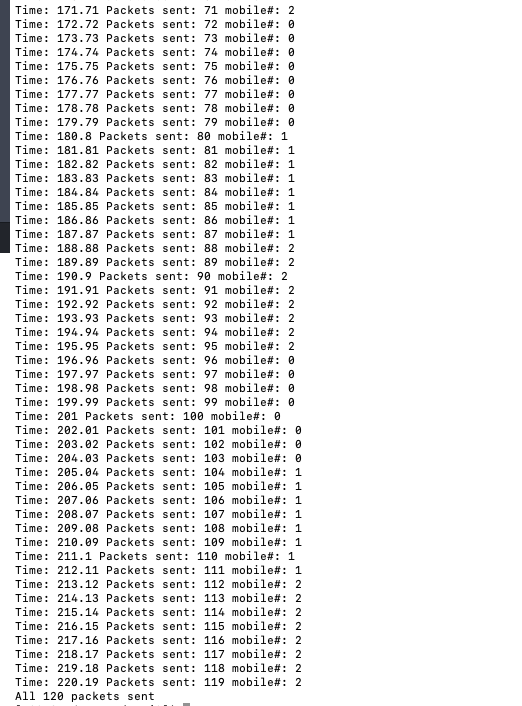 Time: 171.71 Packets sent: 71 mobile#: 2
Time: 172.72 Packets sent: 72 mobile#: 0
Time: 173.73 Packets sent: 73 mobile#: 0
Time: 174.74 Packets sent: 74 mobile#: 0
Time: 175.75 Packets sent: 75 mobile#: 0
Time: 176.76 Packets sent: 76 mobile#: 0
Time: 177.77 Packets sent: 77 mobile#: 0
Time: 178.78 Packets sent: 78 mobile#: 0
Time: 179.79 Packets sent: 79 mobile#: 0
Time: 180.8 Packets sent: 80 mobile#: 1
Time: 181.81 Packets sent: 81 mobile#: 1
Time: 182.82 Packets sent: 82 mobile#: 1
Time: 183.83 Packets sent: 83 mobile#: 1
Time: 184.84 Packets sent: 84 mobile#: 1
Time: 185.85 Packets sent: 85 mobile#: 1
Time: 186.86 Packets sent: 86 mobile#: 1
Time: 187.87 Packets sent: 87 mobile#: 1
Time: 188.88 Packets sent: 88 mobile#: 2
Time: 189.89 Packets sent: 89 mobile#: 2
Time: 190.9 Packets sent: 90 mobile#: 2
Time: 191.91 Packets sent: 91 mobile#: 2
Time: 192.92 Packets sent: 92 mobile#: 2
Time: 193.93 Packets sent: 93 mobile#: 2
Time: 194.94 Packets sent: 94 mobile#: 2
Time: 195.95 Packets sent: 95 mobile#: 2
Time: 196.96 Packets sent: 96 mobile#: 0
Time: 197.97 Packets sent: 97 mobile#: 0
Time: 198.98 Packets sent: 98 mobile#: 0
Time: 199.99 Packets sent: 99 mobile#: 0
Time: 201 Packets sent: 100 mobile#: 0
Time: 202.01 Packets sent: 101 mobile#: 0
Time: 203.02 Packets sent: 102 mobile#: 0
Time: 204.03 Packets sent: 103 mobile#: 0
Time: 205.04 Packets sent: 104 mobile#: 1
Time: 206.05 Packets sent: 105 mobile#: 1
Time: 207.06 Packets sent: 106 mobile#: 1
Time: 208.07 Packets sent: 107 mobile#: 1
Time: 209.08 Packets sent: 108 mobile#: 1
Time: 210.09 Packets sent: 109 mobile#: 1
Time: 211.1 Packets sent: 110 mobile#: 1
Time: 212.11 Packets sent: 111 mobile#: 1
Time: 213.12 Packets sent: 112 mobile#: 2
Time: 214.13 Packets sent: 113 mobile#: 2
Time: 215.14 Packets sent: 114 mobile#: 2
Time: 216.15 Packets sent: 115 mobile#: 2
Time: 217.16 Packets sent: 116 mobile#: 2
Time: 218.17 Packets sent: 117 mobile#: 2
Time: 219.18 Packets sent: 118 mobile#: 2
Time: 220.19 Packets sent: 119 mobile#: 2
All 120 packets sent